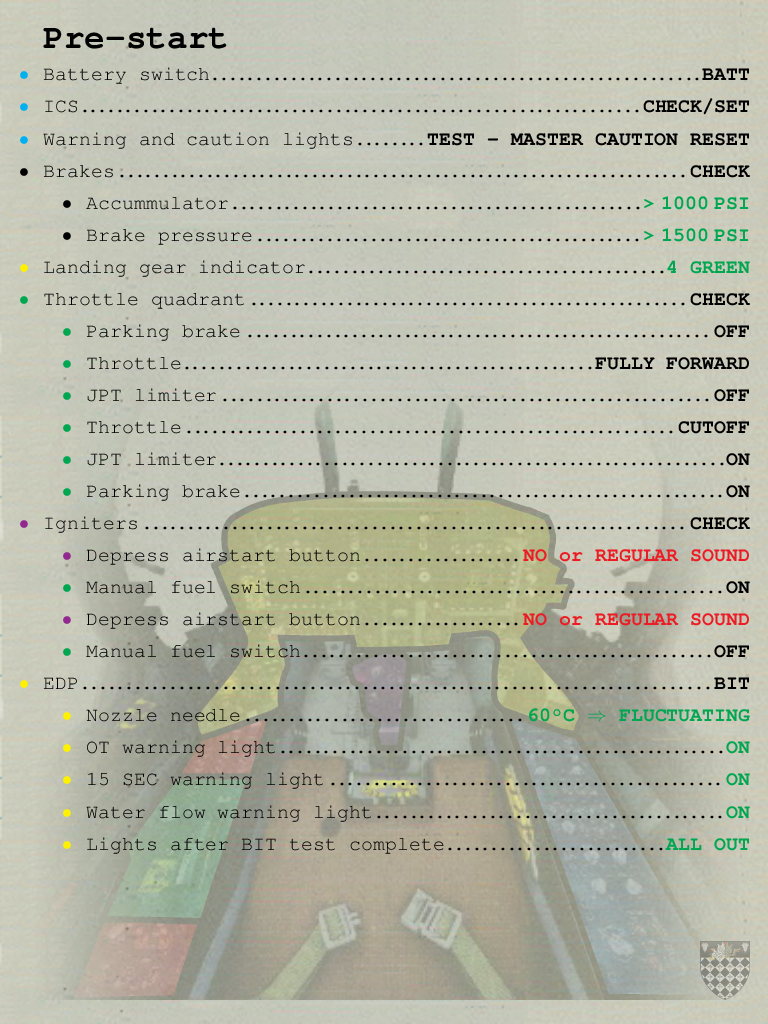 Pre-start
• Battery switch....................................................BATT
• ICS............................................................CHECK/SET
• Warning and caution lights........TEST – MASTER CAUTION RESET
• Brakes..............................................................CHECK
• Accummulator...............................................> 1000 PSI
• Brake pressure............................................> 1500 PSI
• Landing gear indicator.........................................4 GREEN
• Throttle quadrant..................................................CHECK
• Parking brake......................................................OFF
• Throttle..............................................FULLY FORWARD
• JPT limiter.........................................................OFF
• Throttle........................................................CUTOFF
• JPT limiter..........................................................ON
• Parking brake.......................................................ON
• Igniters.............................................................CHECK
• Depress airstart button..................NO or REGULAR SOUND
• Manual fuel switch................................................ON
• Depress airstart button..................NO or REGULAR SOUND
• Manual fuel switch...............................................OFF
• EDP....................................................................BIT
• Nozzle needle................................60°C ⇒ FLUCTUATING
• OT warning light...................................................ON
• 15 SEC warning light..............................................ON
• Water flow warning light.........................................ON
• Lights after BIT test complete..........................ALL OUT